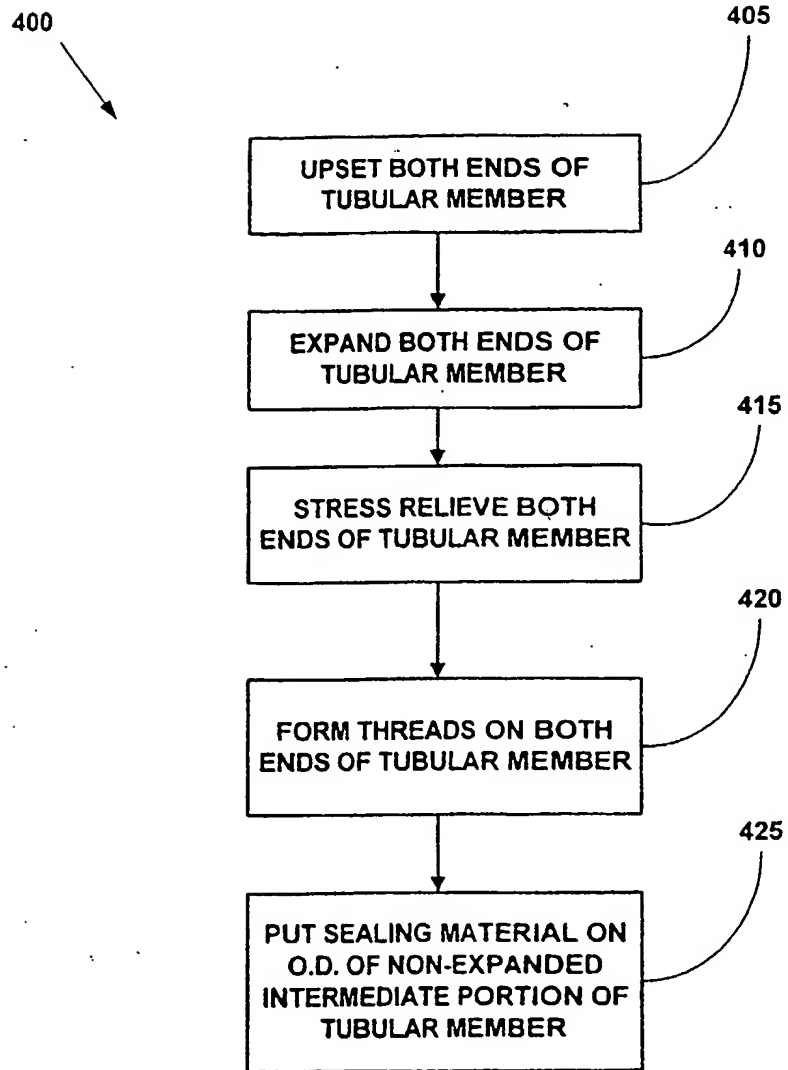 400
405
UPSET BOTH ENDS OF
TUBULAR MEMBER
410
EXPAND BOTH ENDS OF
TUBULAR MEMBER
415
STRESS RELIEVE BOTH
ENDS OF TUBULAR MEMBER
420
FORM THREADS ON BOTH
ENDS OF TUBULAR MEMBER
425
PUT SEALING MATERIAL ON
O.D. OF NON-EXPANDED
INTERMEDIATE PORTION OF
TUBULAR MEMBER